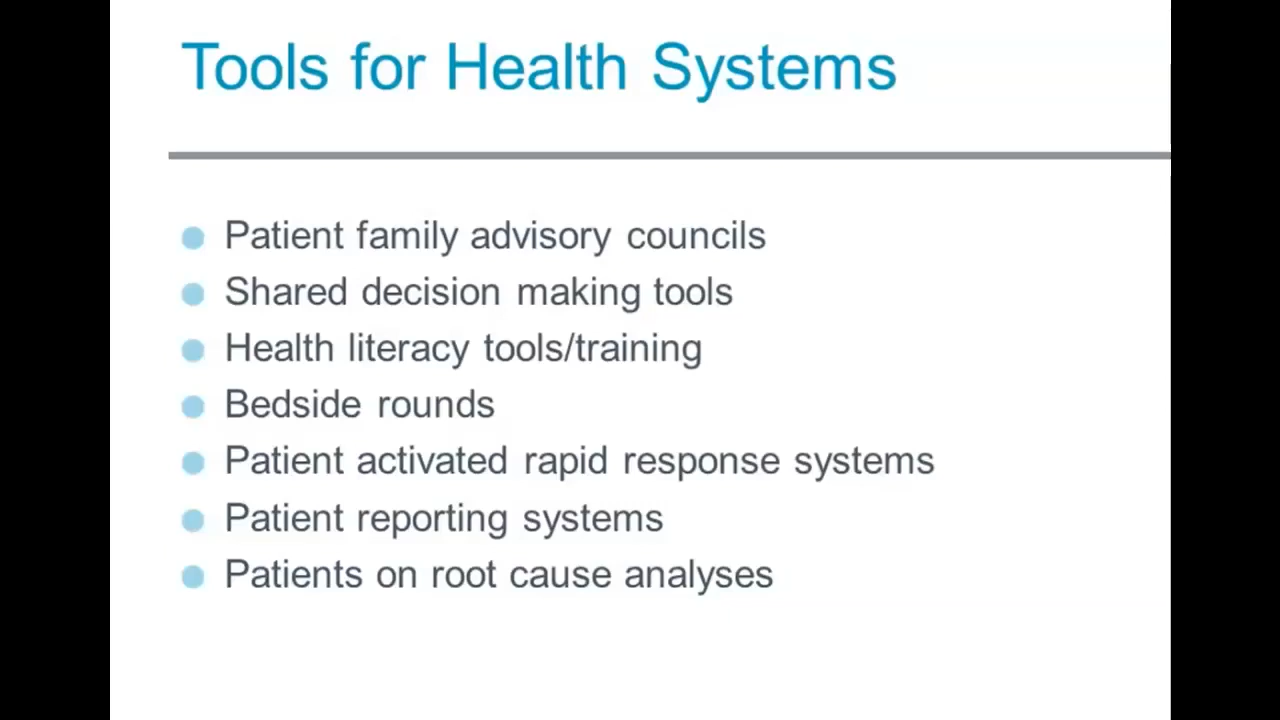 Tools for Health Systems
Patient family advisory councils
Shared decision making tools
Health literacy tools/training
Bedside rounds
Patient activated rapid response systems
Patient reporting systems
Patients on root cause analyses